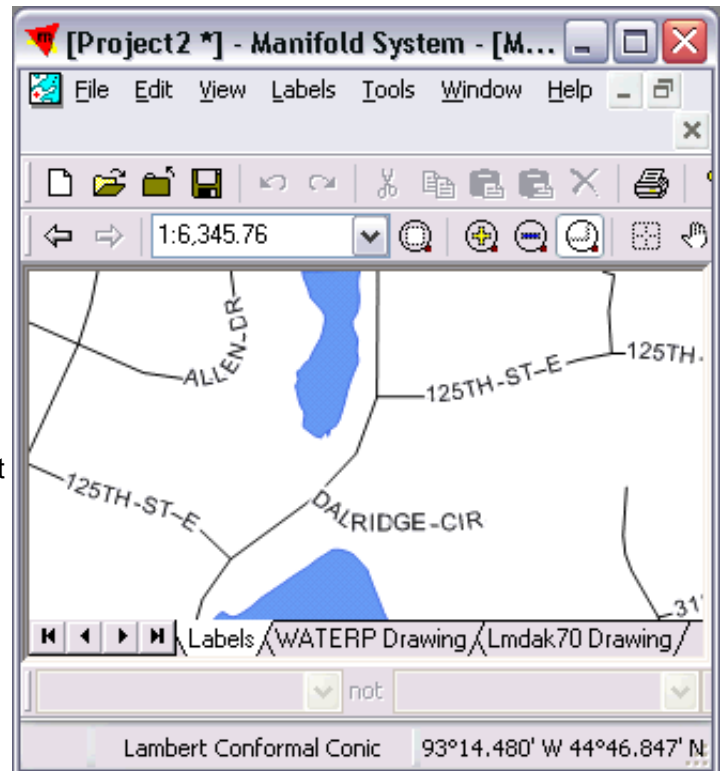 [Project2 *] - Manifold System - [M...
File Edit View Labels Tools Window Help
1:6,345.76
ALLEN-DR
125TH-ST-E
125TH-
125TH-ST-E
DALRIDGE-CIR
31
Labels WATERP Drawing Lmdak70 Drawing
not
Lambert Conformal Conic 93°14.480' W 44°46.847' N
t